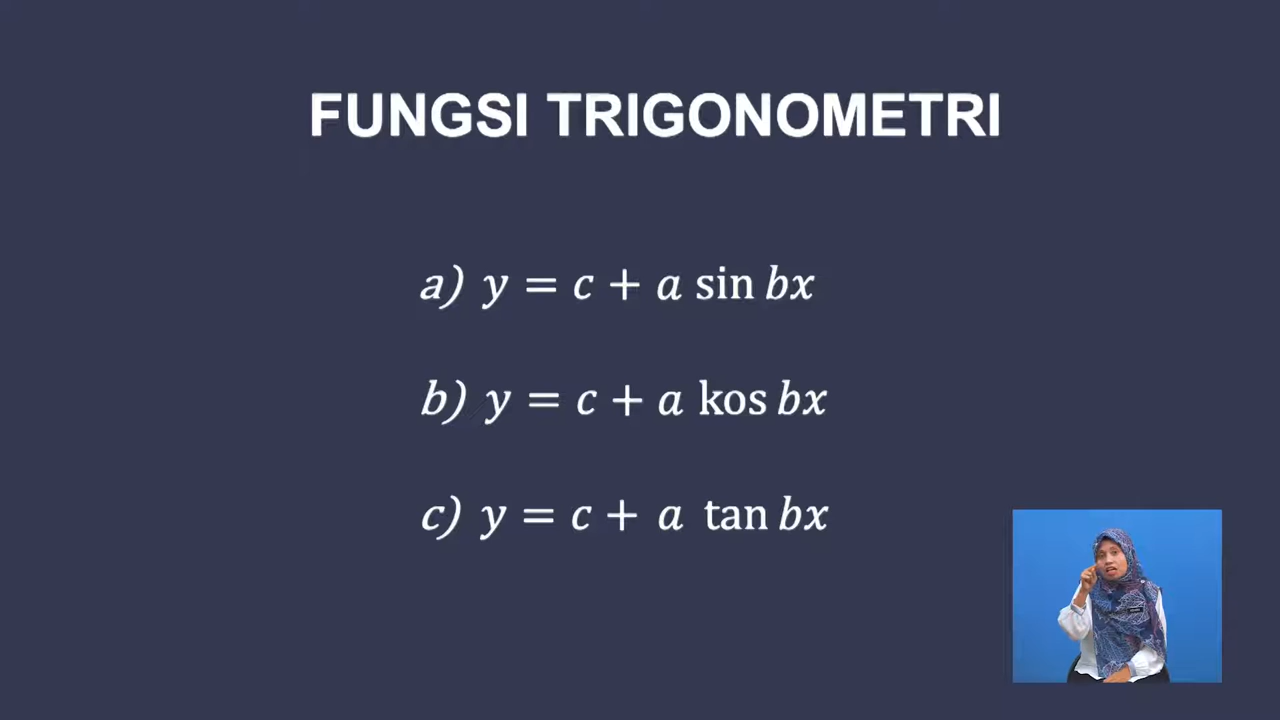 FUNGSI TRIGONOMETRI
a) y = c + a sin bx
b) y = c + a kos bx
c) y = c + a tan bx